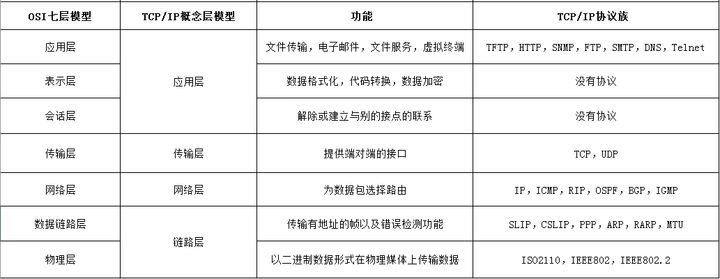 OSI七层模型 TCP/IP概念层模型 功能 TCP/IP协议族
应用层 文件传输，电子邮件，文件服务，虚拟终端 TFTP，HTTP，SNMP，FTP，SMTP，DNS，Telnet
表示层 应用层 数据格式化，代码转换，数据加密 没有协议
会话层 解除或建立与别的接点的联系 没有协议
传输层 传输层 提供端对端的接口 TCP，UDP
网络层 网络层 为数据包选择路由 IP，ICMP，RIP，OSPF，BGP，IGMP
数据链路层 传输有地址的帧以及错误检测功能 SLIP，CSLIP，PPP，ARP，RARP，MTU
链路层
物理层 以二进制数据形式在物理媒体上传输数据 ISO2110，IEEE802，IEEE802.2